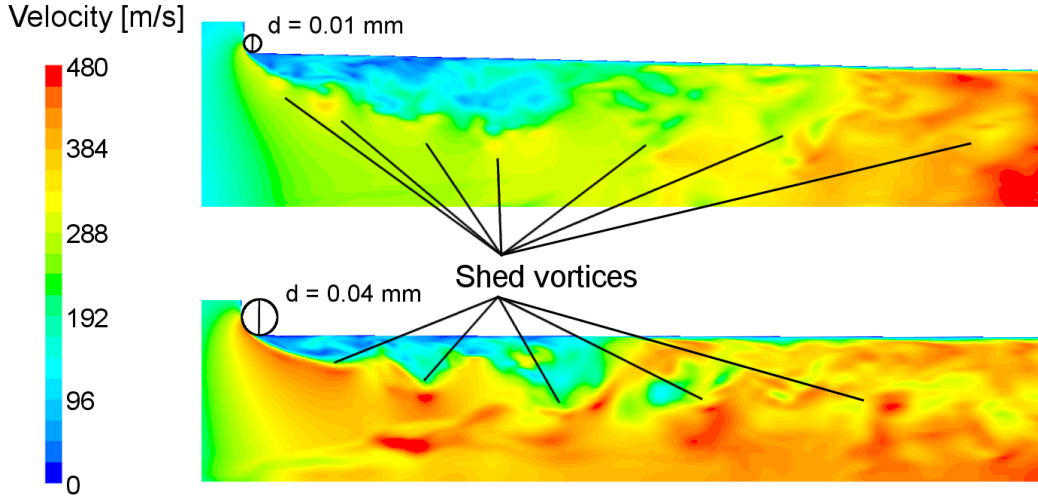 Velocity [m/s]
d = 0.01 mm
480
384
288
192
96
0
Shed vortices
d = 0.04 mm